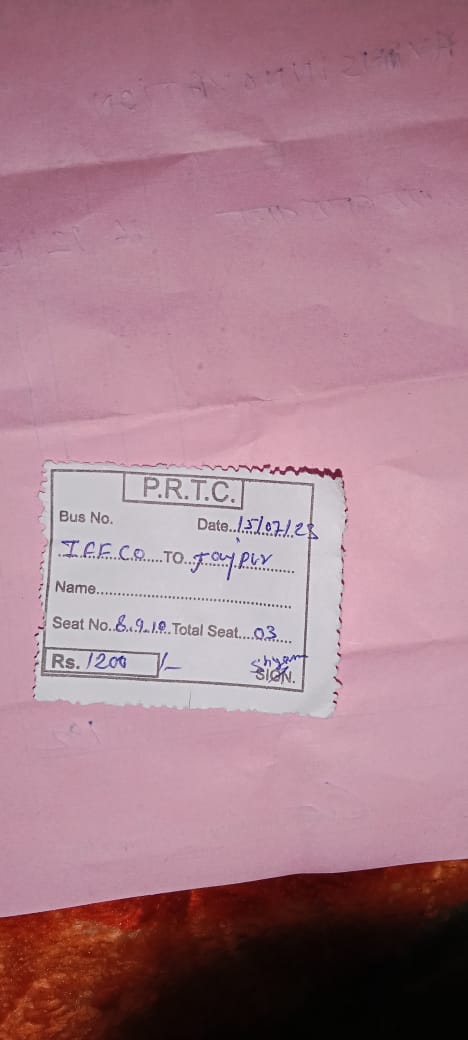 P.R.T.C.
Bus No. Date..15/07/23
IFFCO.....TO...Jaypur.......
Name..................................................
Seat No..8.9.10.Total Seat....03....
Rs. 1200 /- Shyam
SIGN.